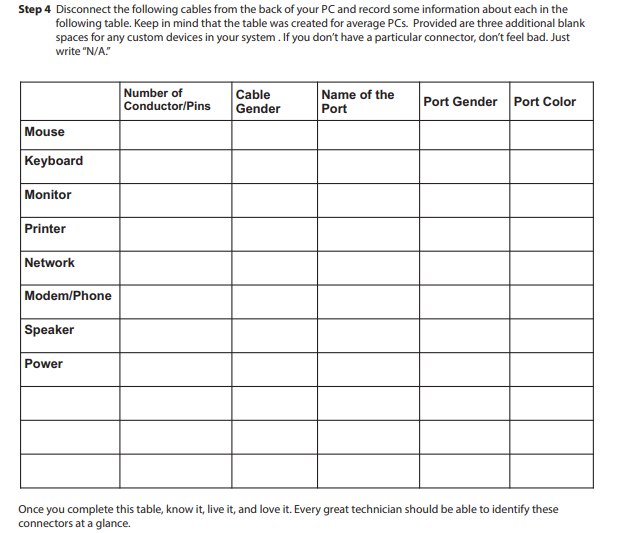 Step 4 Disconnect the following cables from the back of your PC and record some information about each in the
following table. Keep in mind that the table was created for average PCs. Provided are three additional blank
spaces for any custom devices in your system . If you don't have a particular connector, don't feel bad. Just
write "N/A."
Number of Conductor/Pins Cable Gender Name of the Port Port Gender Port Color
Mouse
Keyboard
Monitor
Printer
Network
Modem/Phone
Speaker
Power
Once you complete this table, know it, live it, and love it. Every great technician should be able to identify these
connectors at a glance.